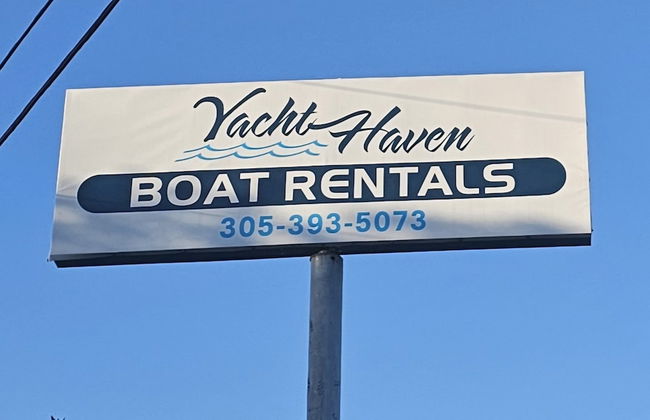 Yacht Haven
BOAT RENTALS
305-393-5073